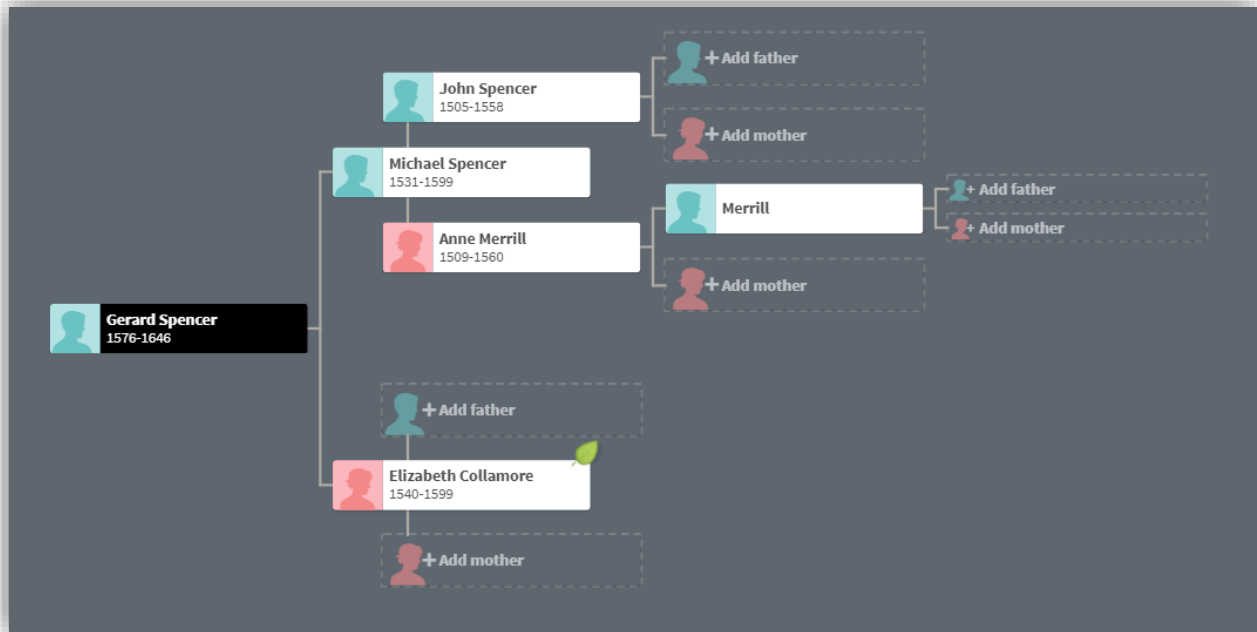 + Add father
John Spencer
1505-1558
+ Add mother
Michael Spencer
1531-1599
Merrill
+ Add father
+ Add mother
Anne Merrill
1509-1560
+ Add mother
Gerard Spencer
1576-1646
+ Add father
Elizabeth Collamore
1540-1599
+ Add mother